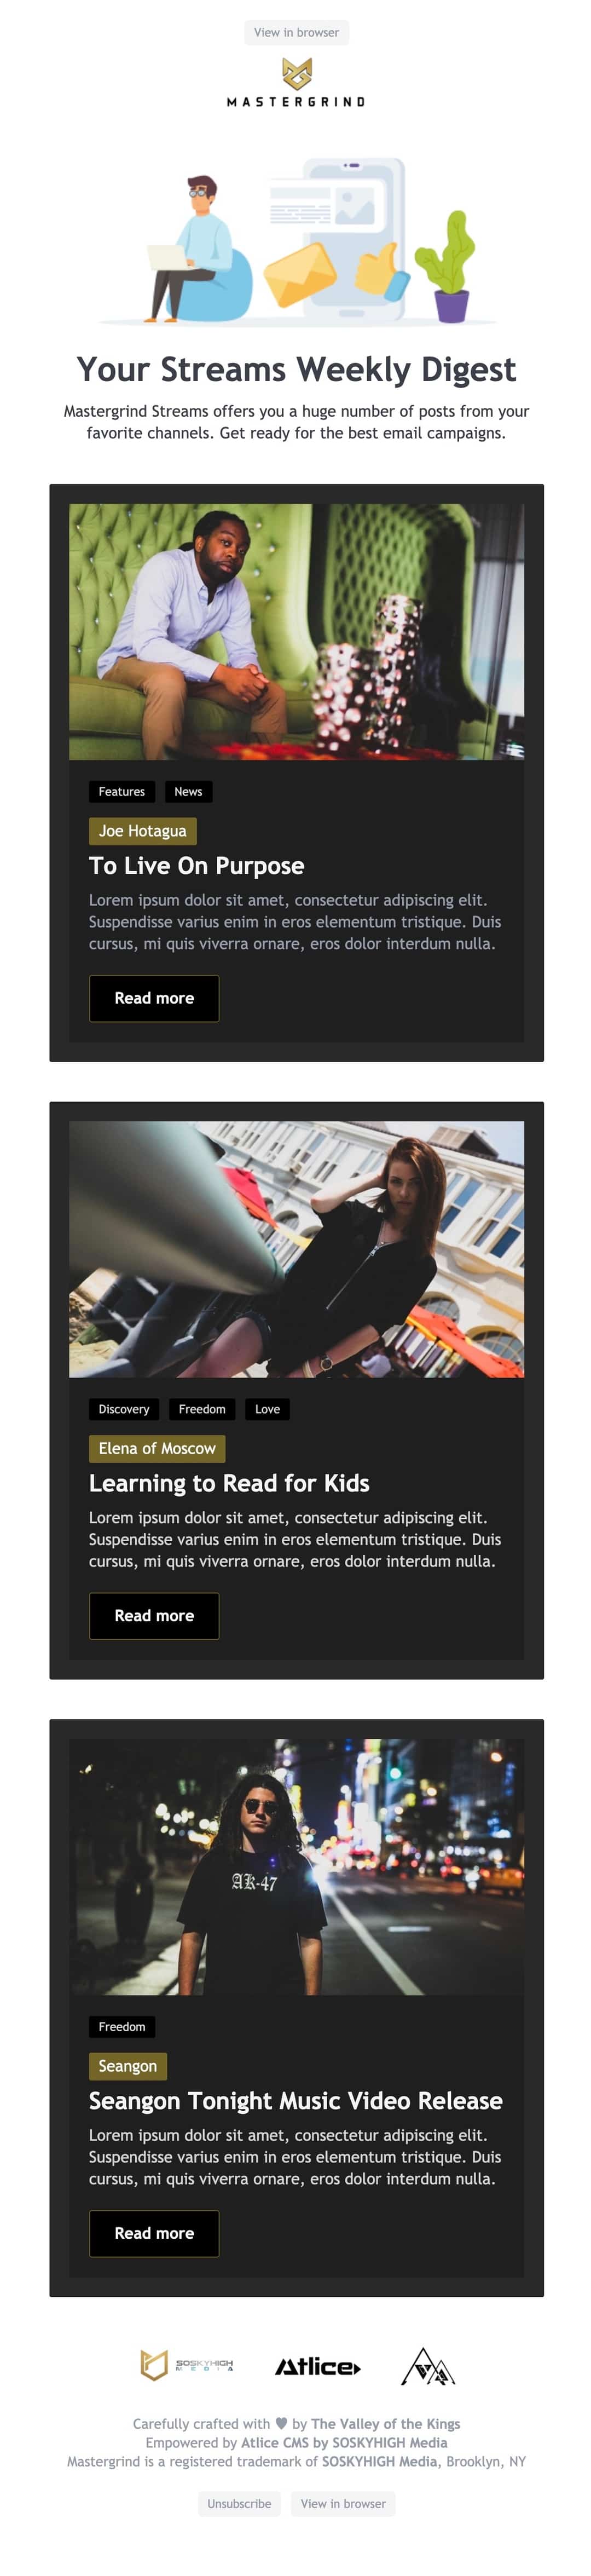 View in browser
MASTERGRIND
Your Streams Weekly Digest
Mastergrind Streams offers you a huge number of posts from your
favorite channels. Get ready for the best email campaigns.
Features News
Joe Hotagua
To Live On Purpose
Lorem ipsum dolor sit amet, consectetur adipiscing elit.
Suspendisse varius enim in eros elementum tristique. Duis
cursus, mi quis viverra ornare, eros dolor interdum nulla.
Read more
Discovery Freedom Love
Elena of Moscow
Learning to Read for Kids
Lorem ipsum dolor sit amet, consectetur adipiscing elit.
Suspendisse varius enim in eros elementum tristique. Duis
cursus, mi quis viverra ornare, eros dolor interdum nulla.
Read more
AK-47
Freedom
Seangon
Seangon Tonight Music Video Release
Lorem ipsum dolor sit amet, consectetur adipiscing elit.
Suspendisse varius enim in eros elementum tristique. Duis
cursus, mi quis viverra ornare, eros dolor interdum nulla.
Read more
SOSKYHIGH
MEDIA
Atlice
Carefully crafted with by The Valley of the Kings
Empowered by Atlice CMS by SOSKYHIGH Media
Mastergrind is a registered trademark of SOSKYHIGH Media, Brooklyn, NY
Unsubscribe View in browser